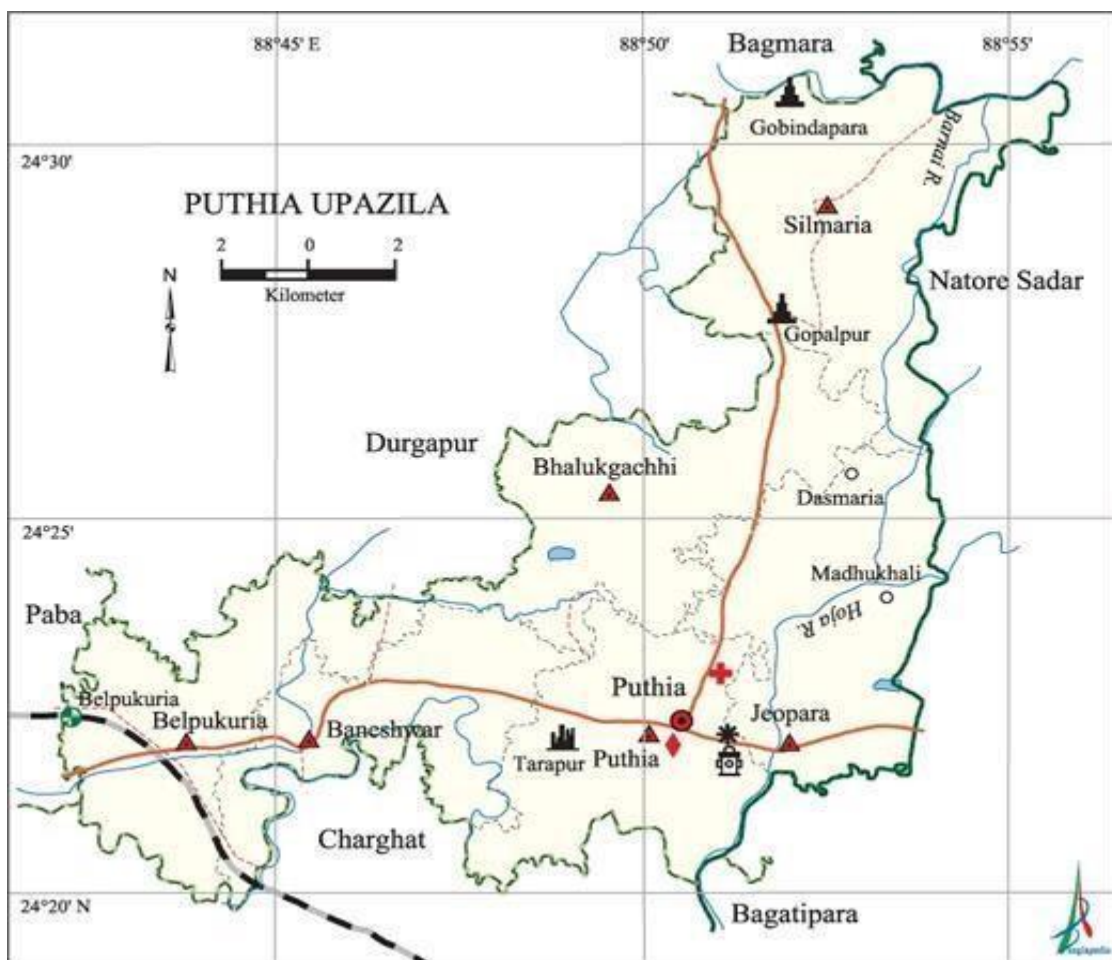 88°45' E
88°50'
88°55'
Bagmara
Gobindapara
24°30'
Barnai R.
PUTHIA UPAZILA
2 0 2
Kilometer
N
Silmaria
Natore Sadar
Gopalpur
Durgapur
Bhalukgachhi
Dasmaria
24°25'
Madhukhali
Hoja R.
Paba
Belpukuria
Belpukuria
Baneshwar
Puthia
Jeopara
Tarapur
Puthia
Charghat
24°20' N
Bagatipara